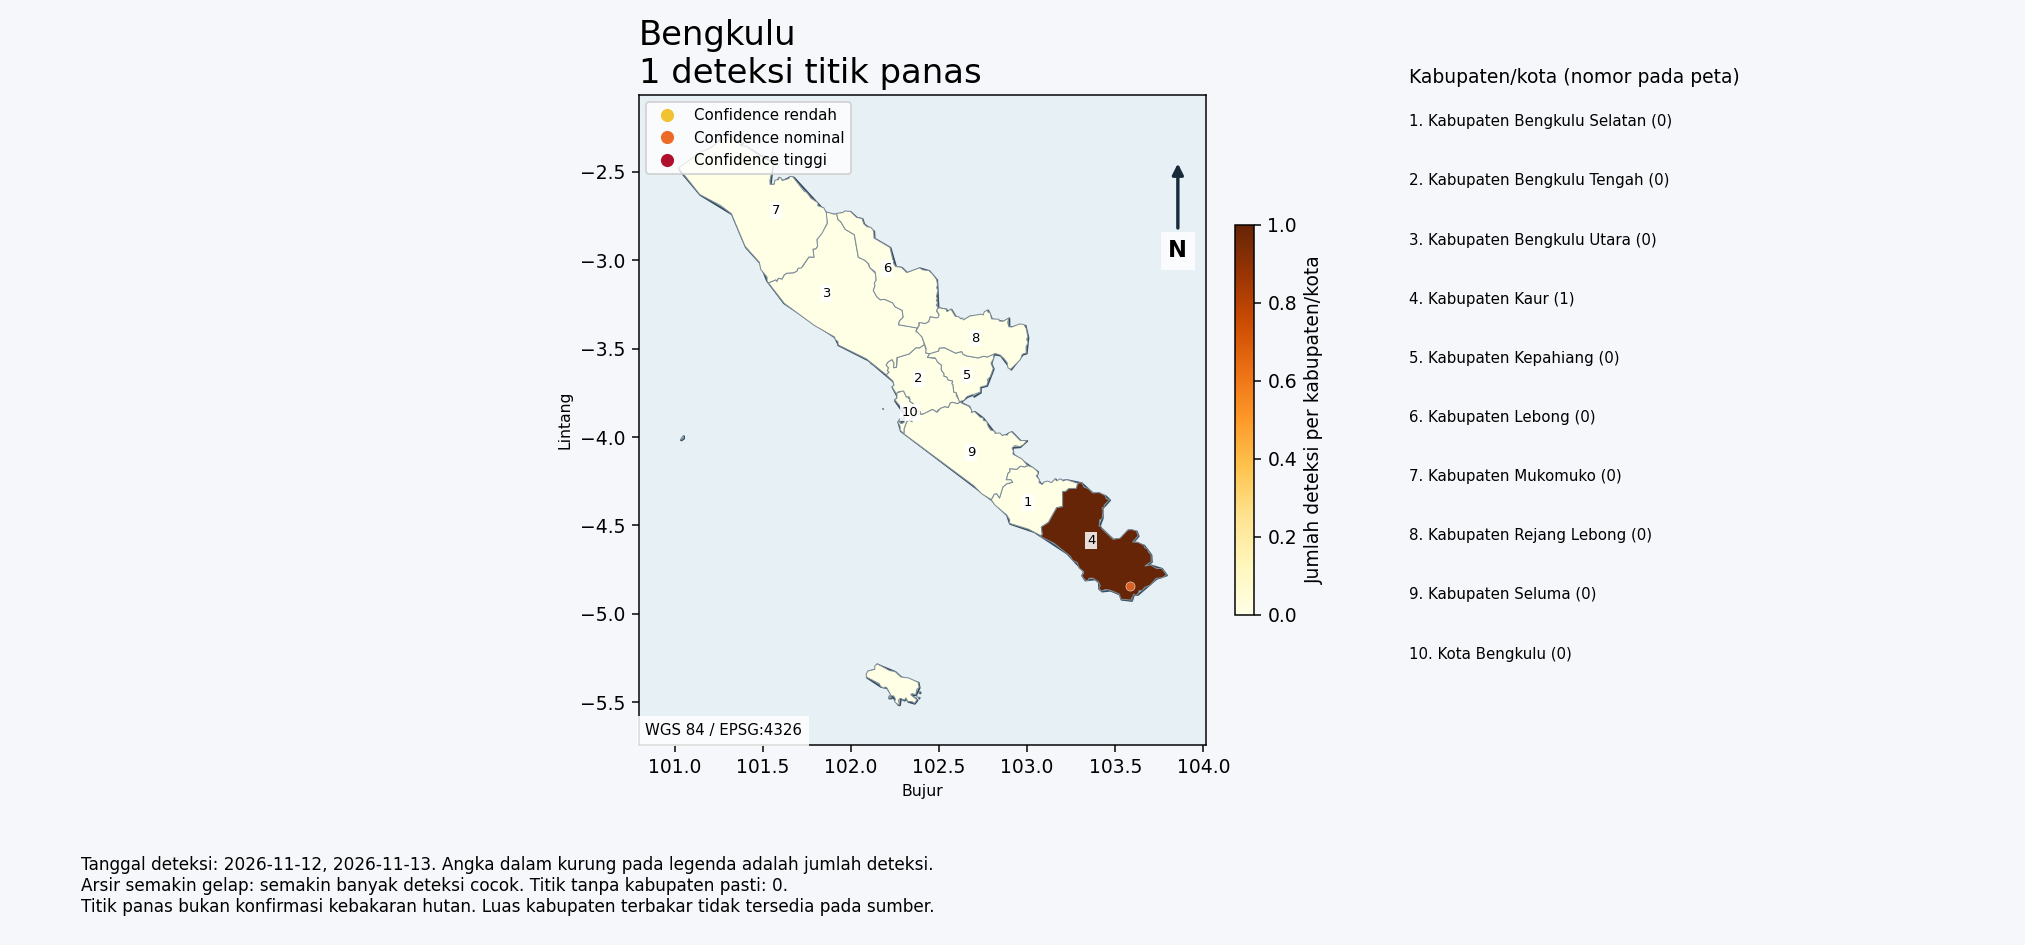 Bengkulu
1 deteksi titik panas
Confidence rendah
Confidence nominal
Confidence tinggi
N
7
6
3
8
2
5
10
9
1
4
WGS 84 / EPSG:4326
−2.5
−3.0
−3.5
−4.0
−4.5
−5.0
−5.5
Lintang
101.0 101.5 102.0 102.5 103.0 103.5 104.0
Bujur
1.0
0.8
0.6
0.4
0.2
0.0
Jumlah deteksi per kabupaten/kota
Kabupaten/kota (nomor pada peta)
1. Kabupaten Bengkulu Selatan (0)
2. Kabupaten Bengkulu Tengah (0)
3. Kabupaten Bengkulu Utara (0)
4. Kabupaten Kaur (1)
5. Kabupaten Kepahiang (0)
6. Kabupaten Lebong (0)
7. Kabupaten Mukomuko (0)
8. Kabupaten Rejang Lebong (0)
9. Kabupaten Seluma (0)
10. Kota Bengkulu (0)
Tanggal deteksi: 2026-11-12, 2026-11-13. Angka dalam kurung pada legenda adalah jumlah deteksi.
Arsir semakin gelap: semakin banyak deteksi cocok. Titik tanpa kabupaten pasti: 0.
Titik panas bukan konfirmasi kebakaran hutan. Luas kabupaten terbakar tidak tersedia pada sumber.